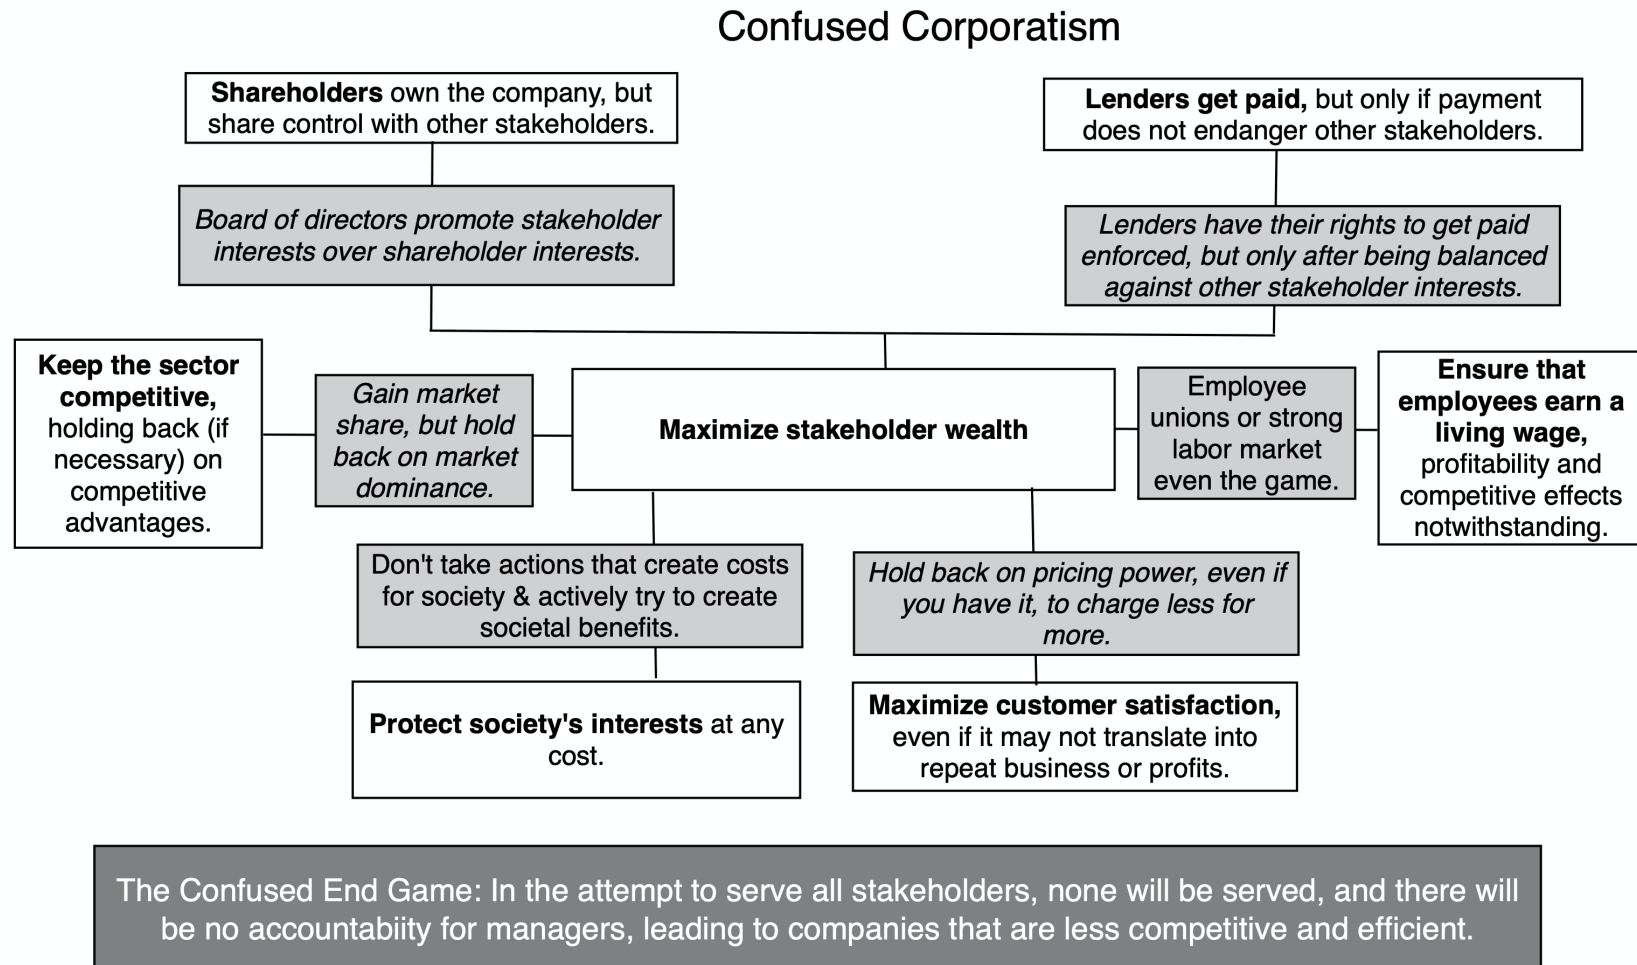 Confused Corporatism
Shareholders own the company, but
share control with other stakeholders.
Lenders get paid, but only if payment
does not endanger other stakeholders.
Board of directors promote stakeholder
interests over shareholder interests.
Lenders have their rights to get paid
enforced, but only after being balanced
against other stakeholder interests.
Keep the sector
competitive,
holding back (if
necessary) on
competitive
advantages.
Gain market
share, but hold
back on market
dominance.
Maximize stakeholder wealth
Employee
unions or strong
labor market
even the game.
Ensure that
employees earn a
living wage,
profitability and
competitive effects
notwithstanding.
Don't take actions that create costs
for society & actively try to create
societal benefits.
Hold back on pricing power, even if
you have it, to charge less for
more.
Protect society's interests at any
cost.
Maximize customer satisfaction,
even if it may not translate into
repeat business or profits.
The Confused End Game: In the attempt to serve all stakeholders, none will be served, and there will
be no accountabiity for managers, leading to companies that are less competitive and efficient.